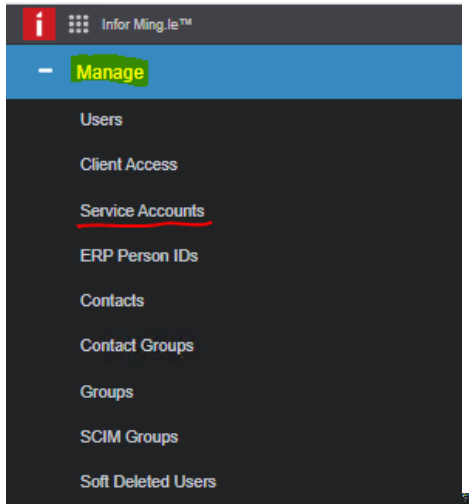 i Infor Ming.le™
− Manage
Users
Client Access
Service Accounts
ERP Person IDs
Contacts
Contact Groups
Groups
SCIM Groups
Soft Deleted Users